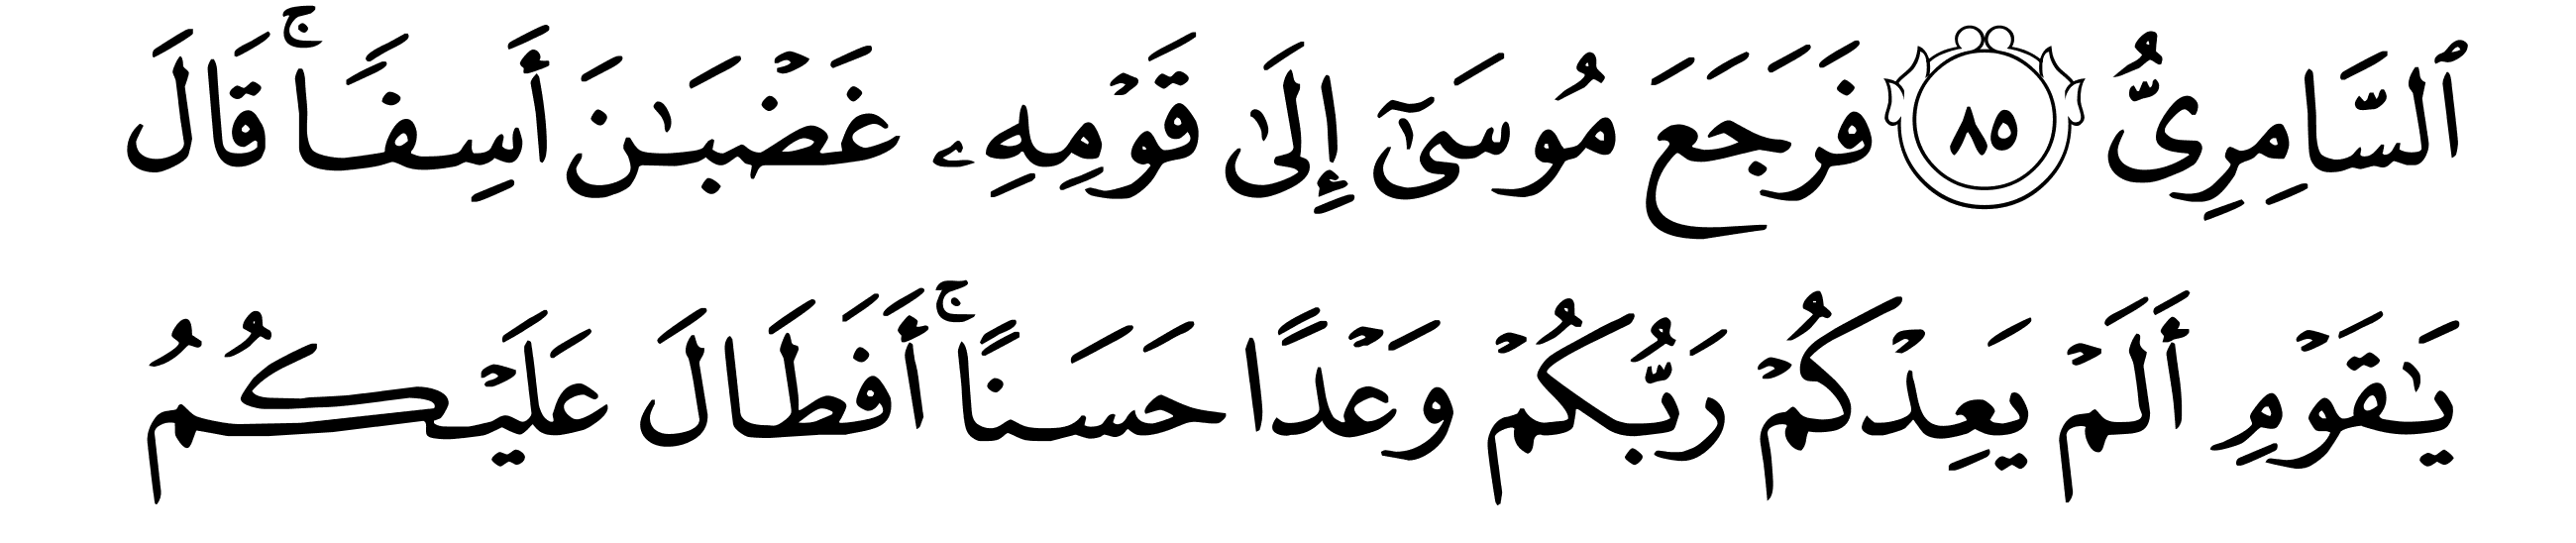 ٱلسَّامِرِىُّ ٨٥ فَرَجَعَ مُوسَىٰٓ إِلَىٰ قَوْمِهِۦ غَضْبَـٰنَ أَسِفًۭا ۚ قَالَ
يَـٰقَوْمِ أَلَمْ يَعِدْكُمْ رَبُّكُمْ وَعْدًا حَسَنًا ۚ أَفَطَالَ عَلَيْكُمُ